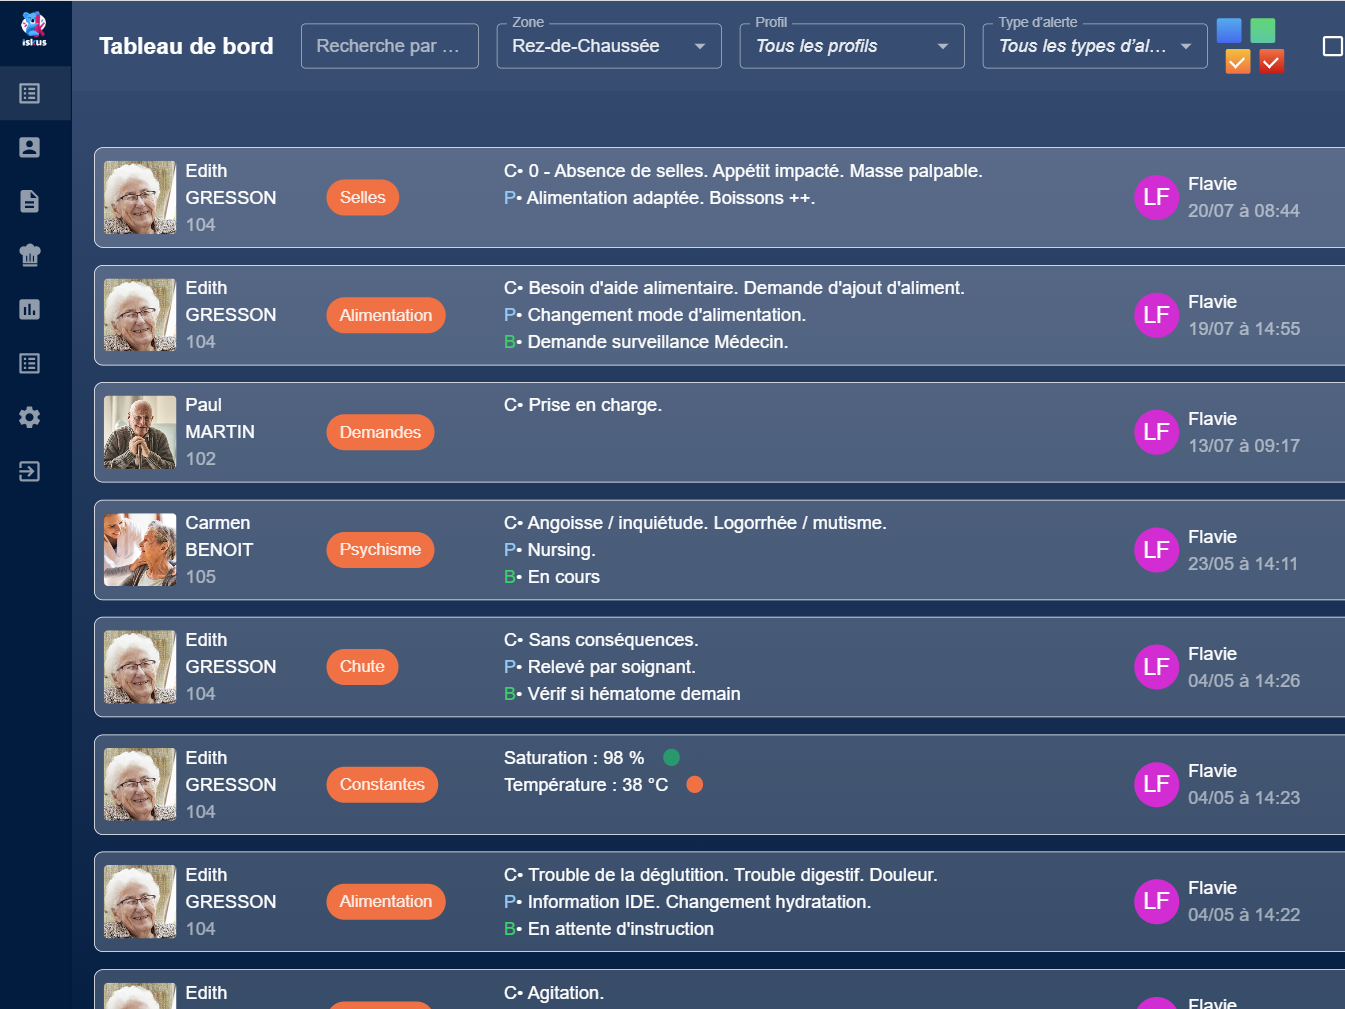 iskus
Tableau de bord
Recherche par ...
Zone
Rez-de-Chaussée
Profil
Tous les profils
Type d'alerte
Tous les types d'al...
Edith
GRESSON
104
Selles
C• 0 - Absence de selles. Appétit impacté. Masse palpable.
P• Alimentation adaptée. Boissons ++.
LF
Flavie
20/07 à 08:44
Edith
GRESSON
104
Alimentation
C• Besoin d'aide alimentaire. Demande d'ajout d'aliment.
P• Changement mode d'alimentation.
B• Demande surveillance Médecin.
LF
Flavie
19/07 à 14:55
Paul
MARTIN
102
Demandes
C• Prise en charge.
LF
Flavie
13/07 à 09:17
Carmen
BENOIT
105
Psychisme
C• Angoisse / inquiétude. Logorrhée / mutisme.
P• Nursing.
B• En cours
LF
Flavie
23/05 à 14:11
Edith
GRESSON
104
Chute
C• Sans conséquences.
P• Relevé par soignant.
B• Vérif si hématome demain
LF
Flavie
04/05 à 14:26
Edith
GRESSON
104
Constantes
Saturation : 98 %
Température : 38 °C
LF
Flavie
04/05 à 14:23
Edith
GRESSON
104
Alimentation
C• Trouble de la déglutition. Trouble digestif. Douleur.
P• Information IDE. Changement hydratation.
B• En attente d'instruction
LF
Flavie
04/05 à 14:22
Edith
C• Agitation.
Flavie